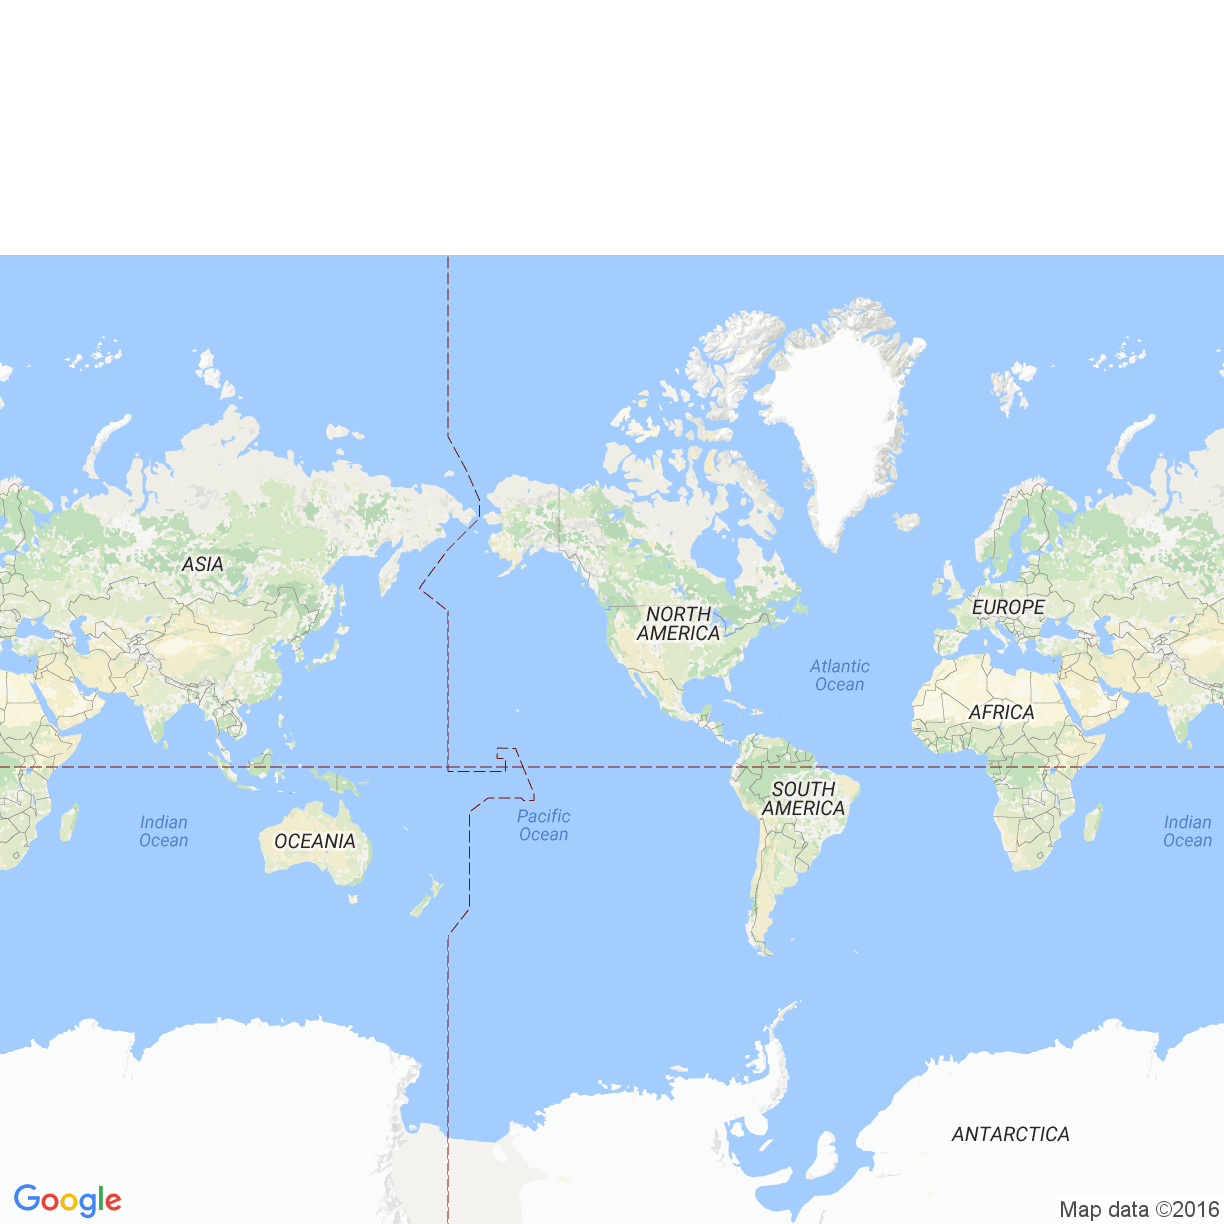 ASIA
EUROPE
NORTH
AMERICA
Atlantic
Ocean
AFRICA
SOUTH
AMERICA
Indian
Ocean
OCEANIA
Pacific
Ocean
Indian
Ocean
ANTARCTICA
Google
Map data ©2016